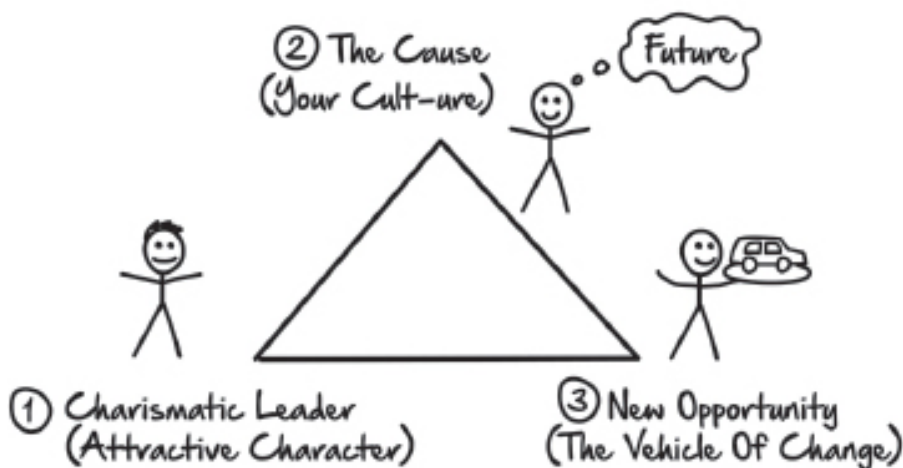 ② The Cause
(Your Cult-ure)
Future
① Charismatic Leader
(Attractive Character)
③ New Opportunity
(The Vehicle Of Change)